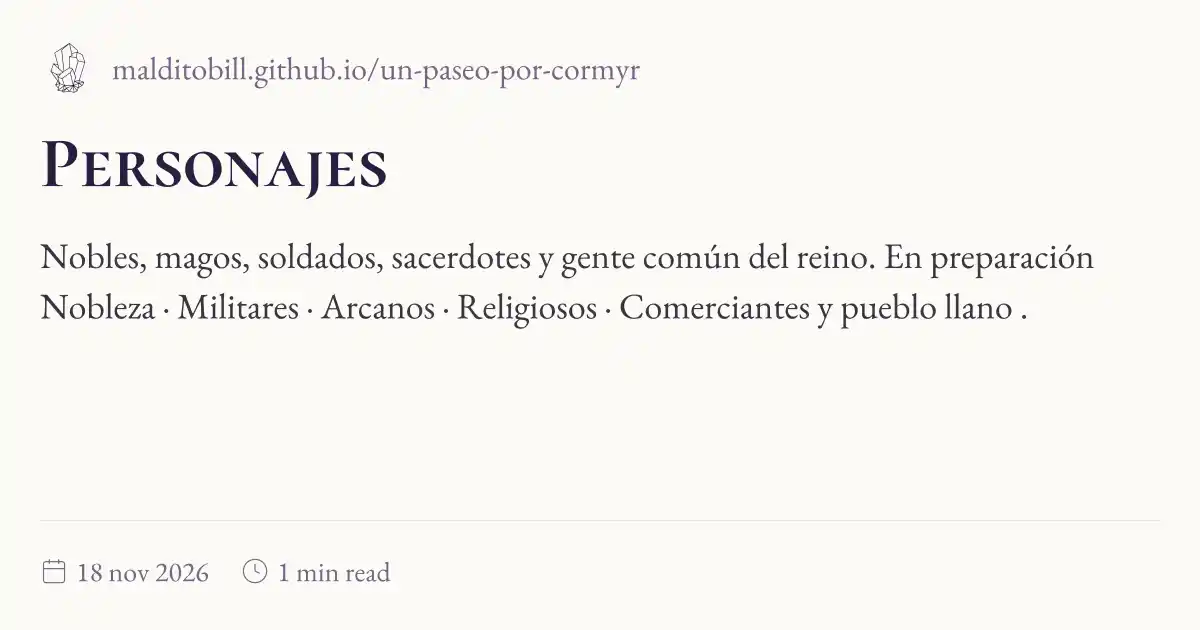 malditobill.github.io/un-paseo-por-cormyr
Personajes
Nobles, magos, soldados, sacerdotes y gente común del reino. En preparación
Nobleza · Militares · Arcanos · Religiosos · Comerciantes y pueblo llano .
18 nov 2026 1 min read